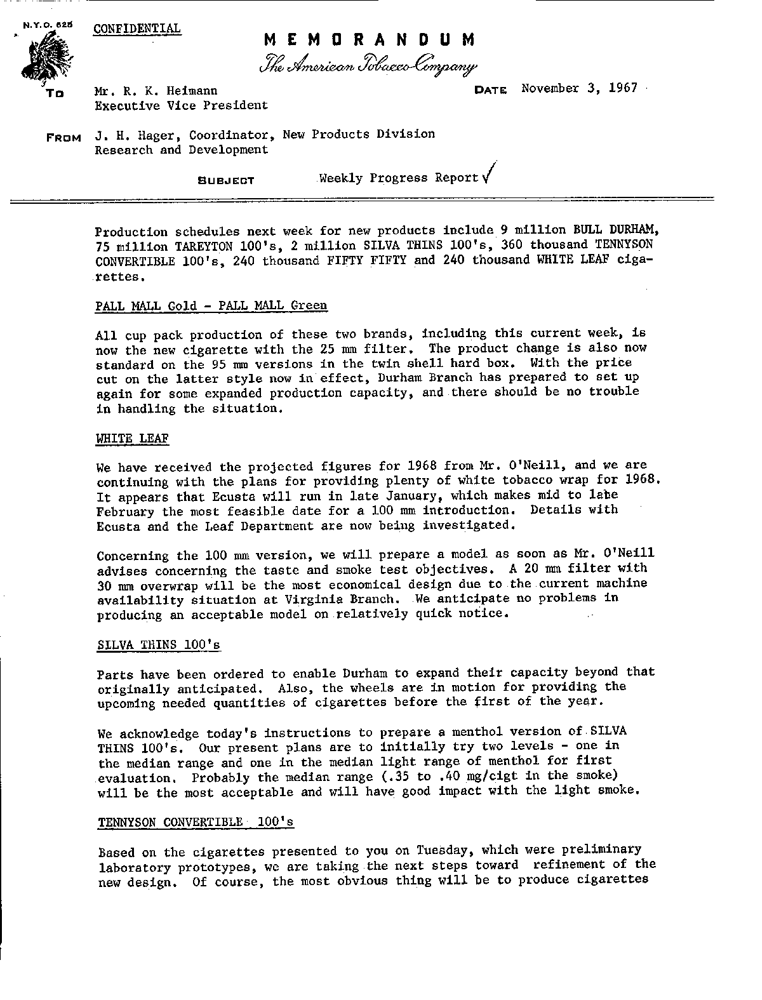 N.Y.O. 625
CONFIDENTIAL
MEMORANDUM
The American Tobacco Company
TO Mr. R. K. Heimann
Executive Vice President
DATE November 3, 1967
FROM J. H. Hager, Coordinator, New Products Division
Research and Development
SUBJECT Weekly Progress Report ✓
Production schedules next week for new products include 9 million BULL DURHAM,
75 million TAREYTON 100's, 2 million SILVA THINS 100's, 360 thousand TENNYSON
CONVERTIBLE 100's, 240 thousand FIFTY FIFTY and 240 thousand WHITE LEAF ciga-
rettes.
PALL MALL Gold - PALL MALL Green
All cup pack production of these two brands, including this current week, is
now the new cigarette with the 25 mm filter. The product change is also now
standard on the 95 mm versions in the twin shell hard box. With the price
cut on the latter style now in effect, Durham Branch has prepared to set up
again for some expanded production capacity, and there should be no trouble
in handling the situation.
WHITE LEAF
We have received the projected figures for 1968 from Mr. O'Neill, and we are
continuing with the plans for providing plenty of white tobacco wrap for 1968.
It appears that Ecusta will run in late January, which makes mid to late
February the most feasible date for a 100 mm introduction. Details with
Ecusta and the Leaf Department are now being investigated.
Concerning the 100 mm version, we will prepare a model as soon as Mr. O'Neill
advises concerning the taste and smoke test objectives. A 20 mm filter with
30 mm overwrap will be the most economical design due to the current machine
availability situation at Virginia Branch. We anticipate no problems in
producing an acceptable model on relatively quick notice.
SILVA THINS 100's
Parts have been ordered to enable Durham to expand their capacity beyond that
originally anticipated. Also, the wheels are in motion for providing the
upcoming needed quantities of cigarettes before the first of the year.
We acknowledge today's instructions to prepare a menthol version of SILVA
THINS 100's. Our present plans are to initially try two levels - one in
the median range and one in the median light range of menthol for first
evaluation. Probably the median range (.35 to .40 mg/cigt in the smoke)
will be the most acceptable and will have good impact with the light smoke.
TENNYSON CONVERTIBLE 100's
Based on the cigarettes presented to you on Tuesday, which were preliminary
laboratory prototypes, we are taking the next steps toward refinement of the
new design. Of course, the most obvious thing will be to produce cigarettes